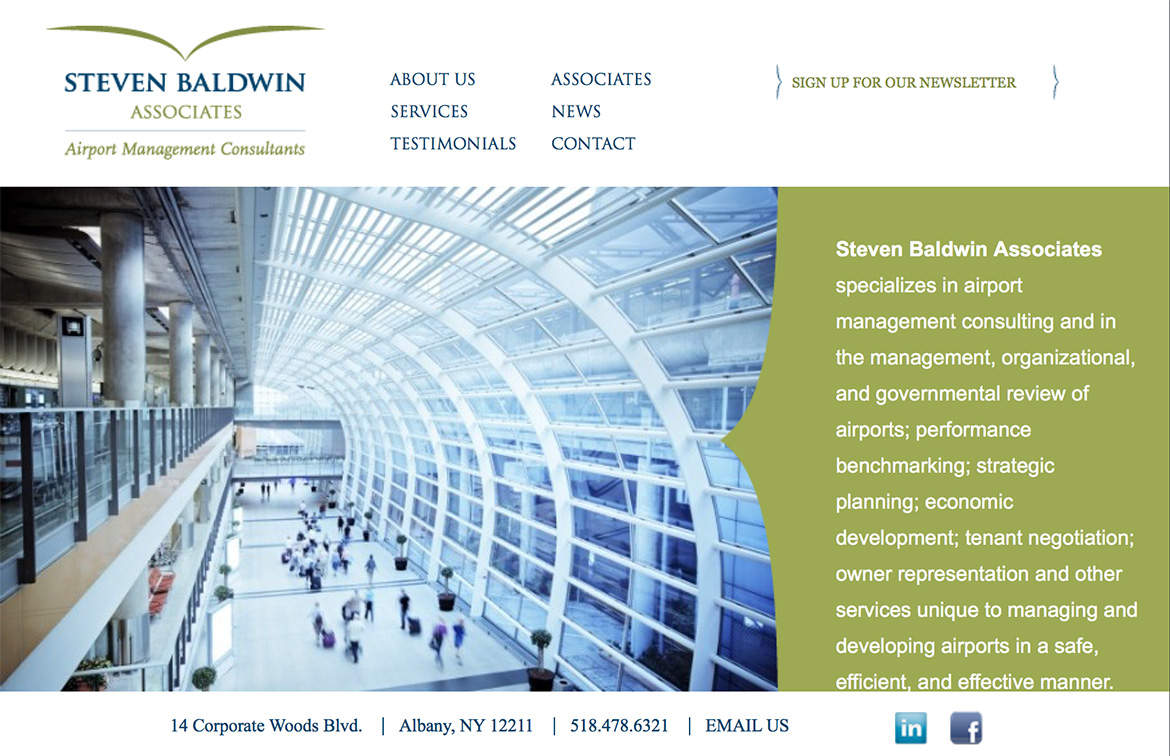 STEVEN BALDWIN
ASSOCIATES
Airport Management Consultants
ABOUT US
SERVICES
TESTIMONIALS
ASSOCIATES
NEWS
CONTACT
SIGN UP FOR OUR NEWSLETTER
Steven Baldwin Associates
specializes in airport
management consulting and in
the management, organizational,
and governmental review of
airports; performance
benchmarking; strategic
planning; economic
development; tenant negotiation;
owner representation and other
services unique to managing and
developing airports in a safe,
efficient, and effective manner.
14 Corporate Woods Blvd. | Albany, NY 12211 | 518.478.6321 | EMAIL US
in f